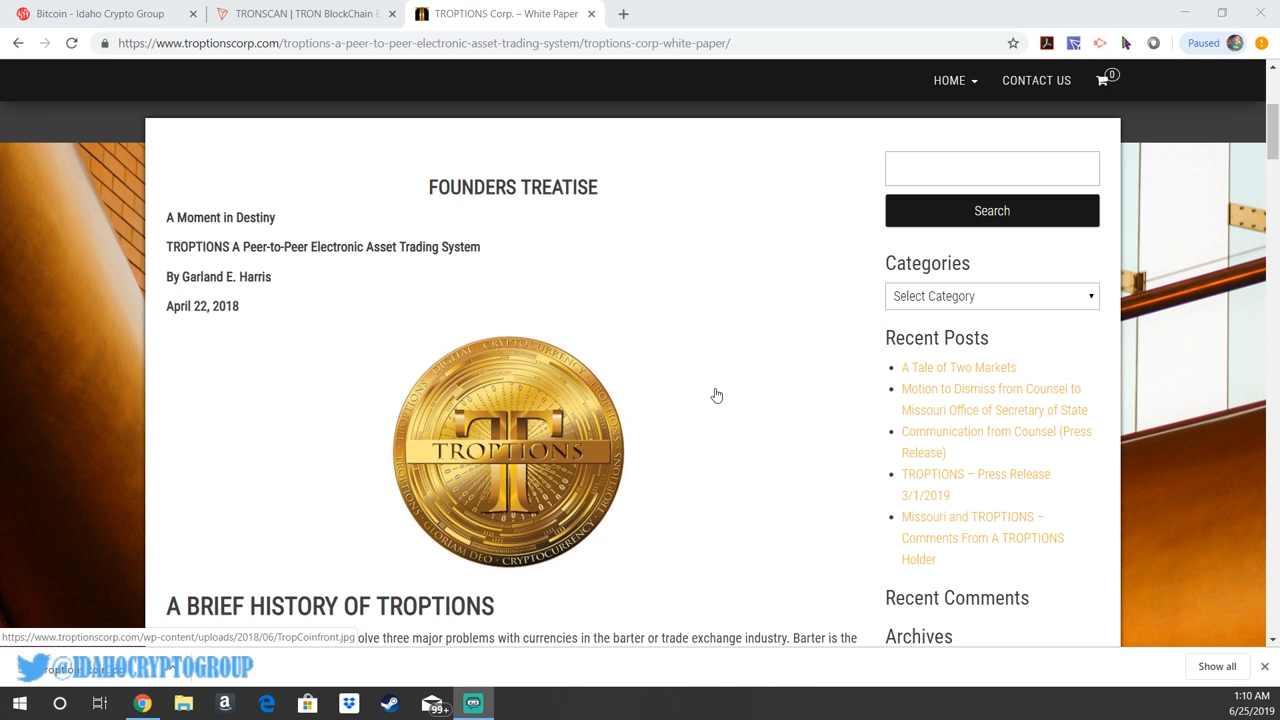 Bitcoin - Idaho Crypto Group
TRONSCAN | TRON BlockChain E
TROPTIONS Corp. – White Paper
https://www.troptionscorp.com/troptions-a-peer-to-peer-electronic-asset-trading-system/troptions-corp-white-paper/
Paused
HOME
CONTACT US
0
FOUNDERS TREATISE
A Moment in Destiny
TROPTIONS A Peer-to-Peer Electronic Asset Trading System
By Garland E. Harris
April 22, 2018
DIGITAL · CRYPTOCURRENCY · TROPTIONS
TROPTIONS
GLORIAM DEO · CRYPTOCURRENCY
A BRIEF HISTORY OF TROPTIONS
https://www.troptionscorp.com/wp-content/uploads/2018/06/TropCoinfront.jpg
olve three major problems with currencies in the barter or trade exchange industry. Barter is the
Search
Categories
Select Category
Recent Posts
A Tale of Two Markets
Motion to Dismiss from Counsel to
Missouri Office of Secretary of State
Communication from Counsel (Press
Release)
TROPTIONS – Press Release
3/1/2019
Missouri and TROPTIONS –
Comments From A TROPTIONS
Holder
Recent Comments
Archives
@IDAHOCRYPTOGROUP
Show all
99+
1:10 AM
6/25/2019